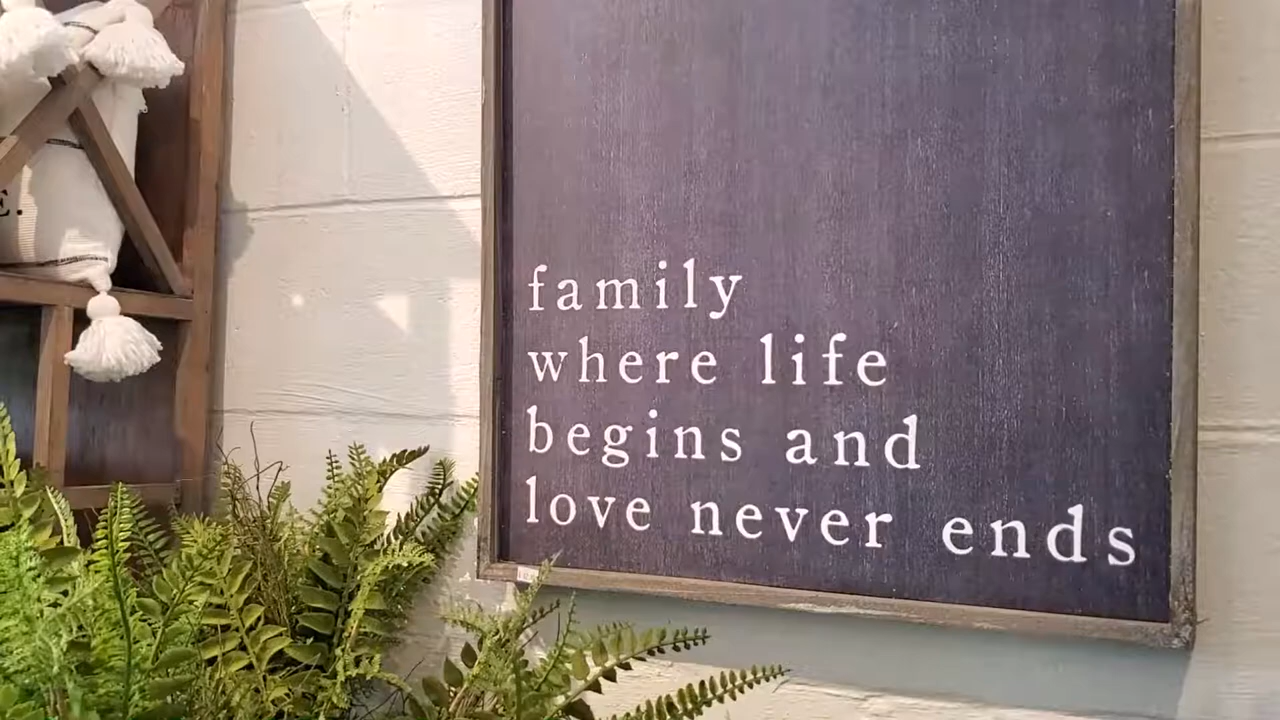 E.
family
where life
begins and
love never ends